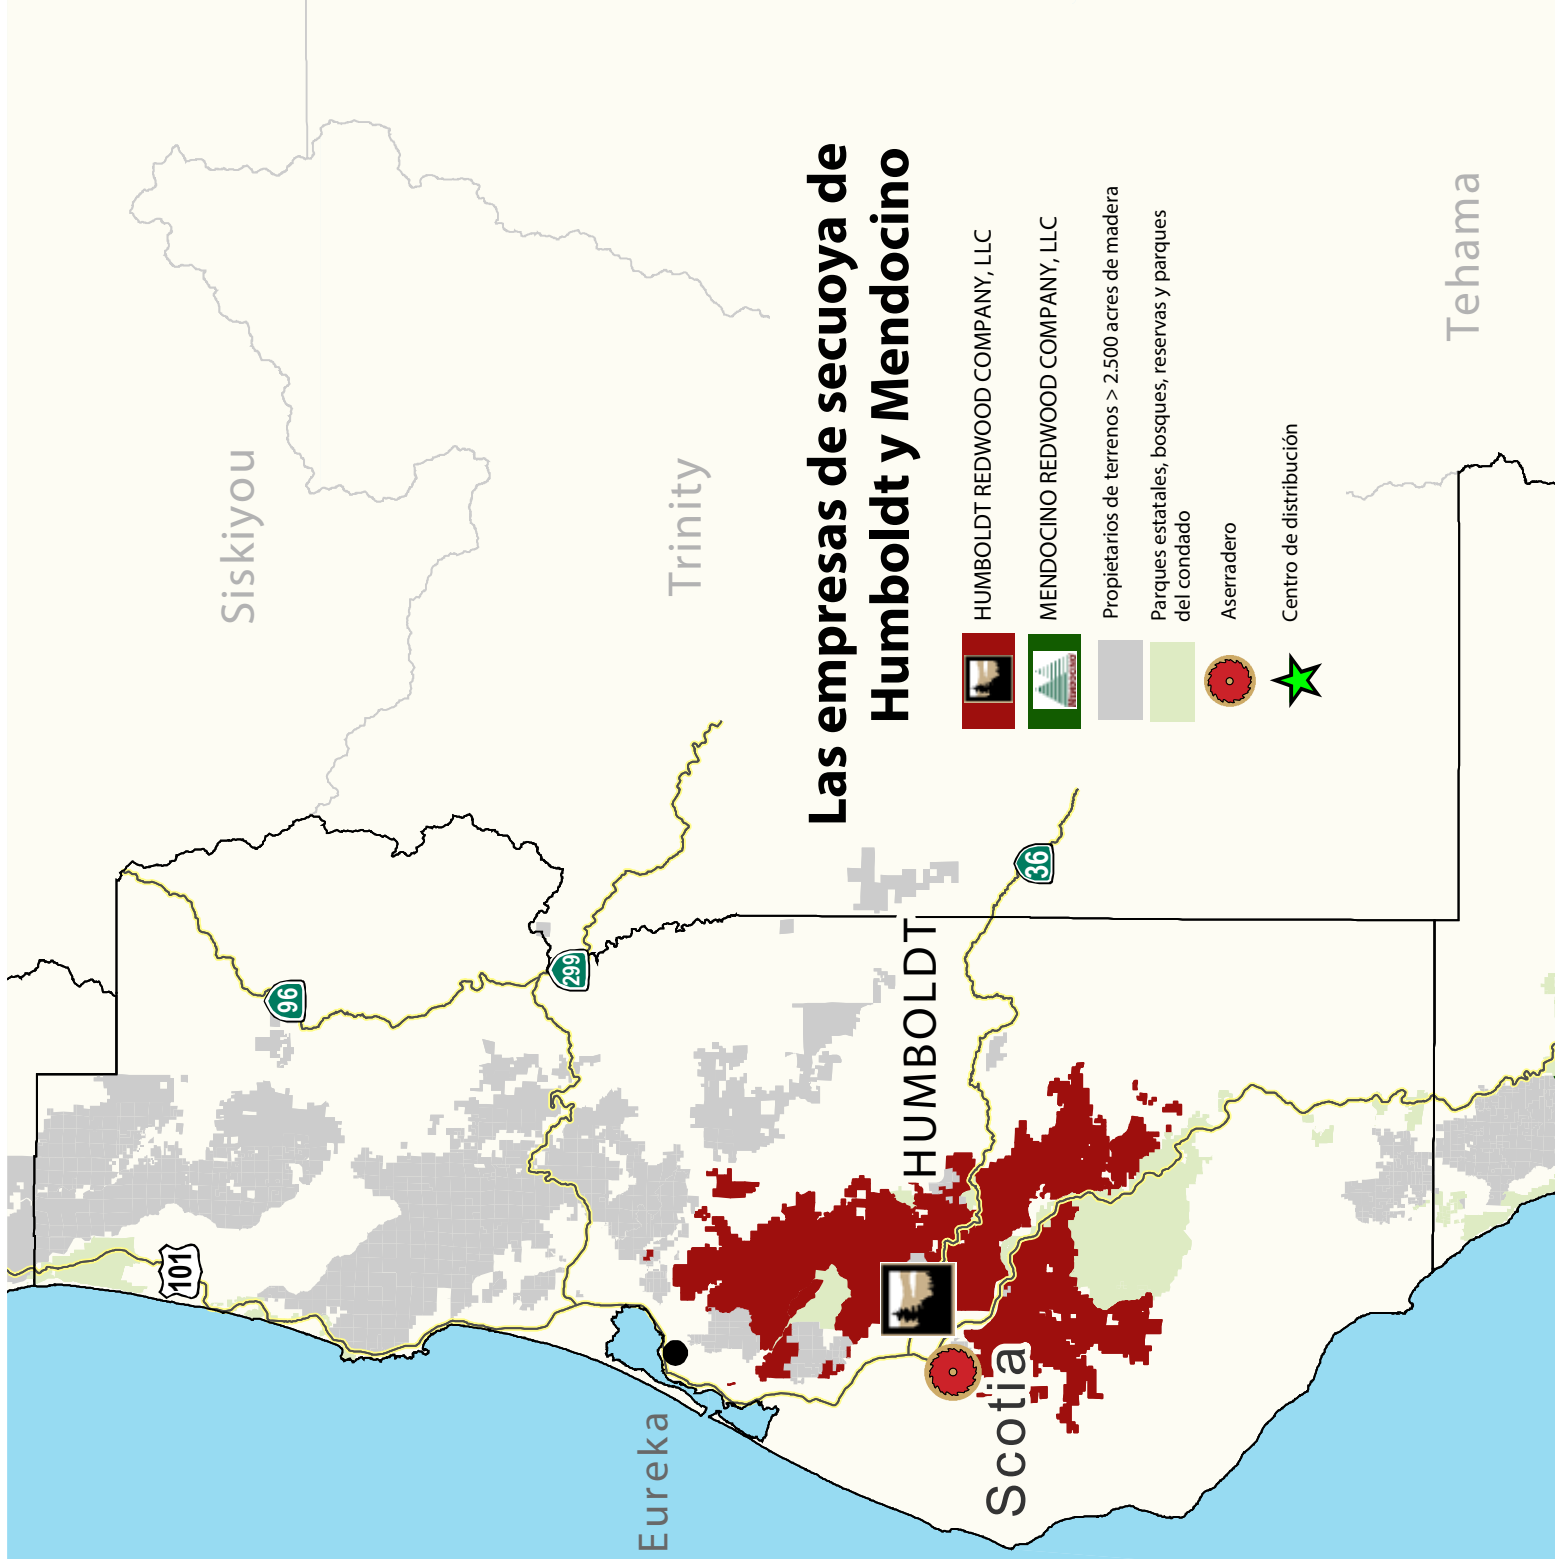 Las empresas de secuoya de
Humboldt y Mendocino
HUMBOLDT REDWOOD COMPANY, LLC
MENDOCINO
MENDOCINO REDWOOD COMPANY, LLC
Propietarios de terrenos > 2.500 acres de madera
Parques estatales, bosques, reservas y parques
del condado
Aserradero
Centro de distribución
Siskiyou
Trinity
Tehama
HUMBOLDT
Eureka
Scotia
101
96
299
36